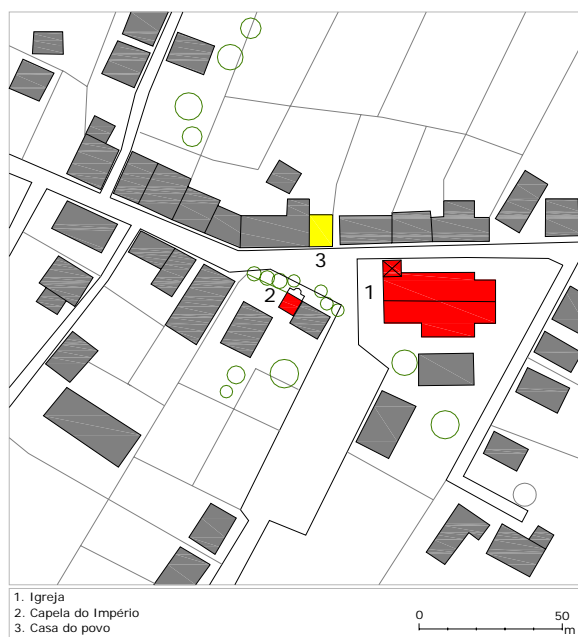 3
2
1
1. Igreja
2. Capela do Império
3. Casa do povo
0 50
m